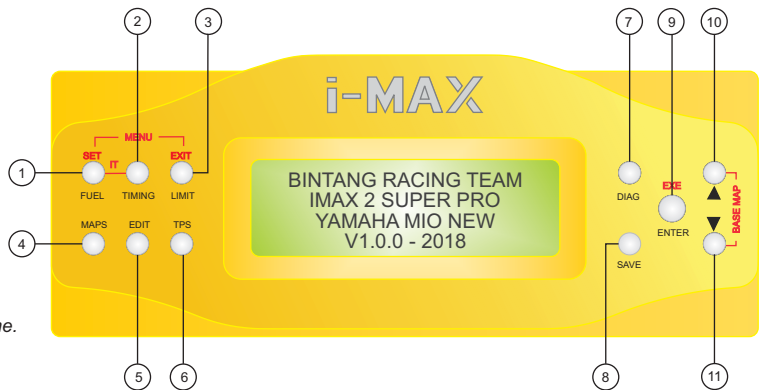 2
3
7
9
10
i-MAX
MENU
SET
IT
EXIT
EXE
1
FUEL
TIMING
LIMIT
DIAG
ENTER
BASE MAP
BINTANG RACING TEAM
IMAX 2 SUPER PRO
YAMAHA MIO NEW
V1.0.0 - 2018
4
MAPS
EDIT
TPS
SAVE
ne.
5
6
8
11